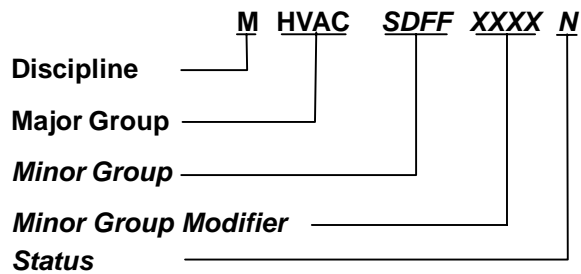 M HVAC SDFF XXXX N
Discipline
Major Group
Minor Group
Minor Group Modifier
Status